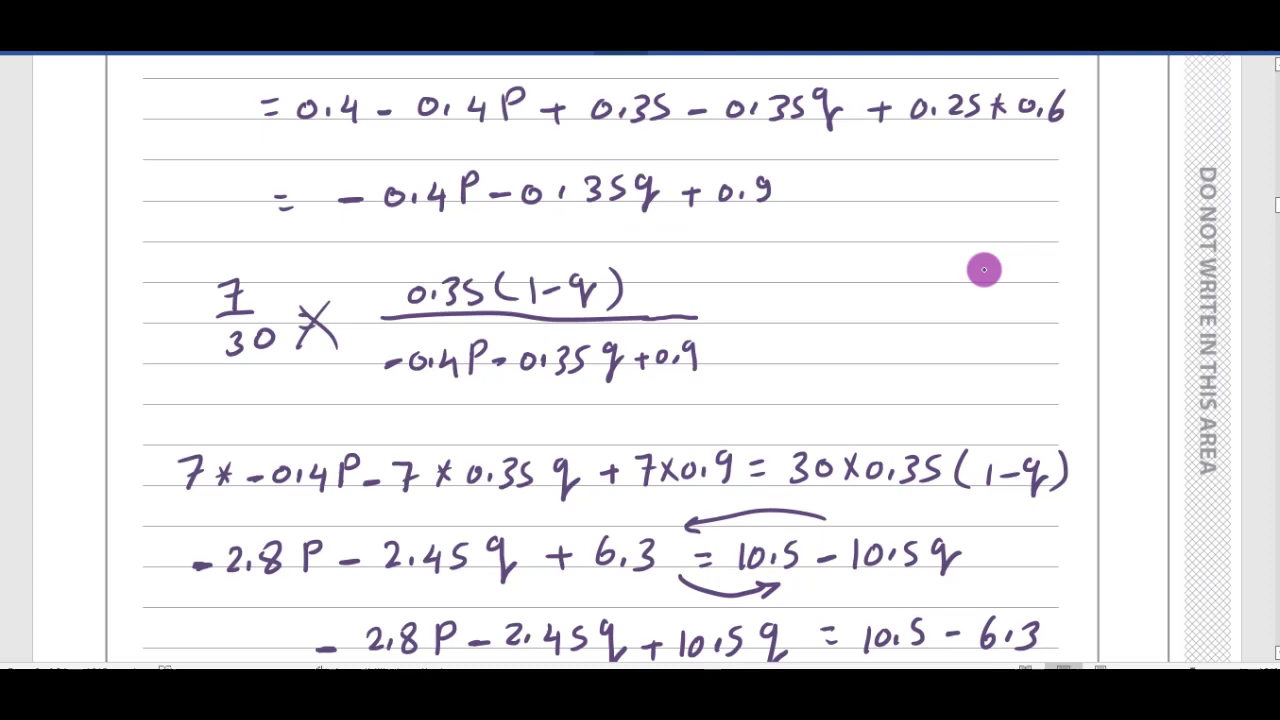 = 0.4 - 0.4P + 0.35 - 0.35q + 0.25*0.6
= - 0.4P - 0.35q + 0.9
7/30 × 0.35(1-q)/-0.4P-0.35q+0.9
7*-0.4P-7*0.35q+7×0.9=30×0.35(1-q)
-2.8P-2.45q+6.3=10.5-10.5q
-2.8P-2.45q+10.5q=10.5-6.3
DO NOT WRITE IN THIS AREA